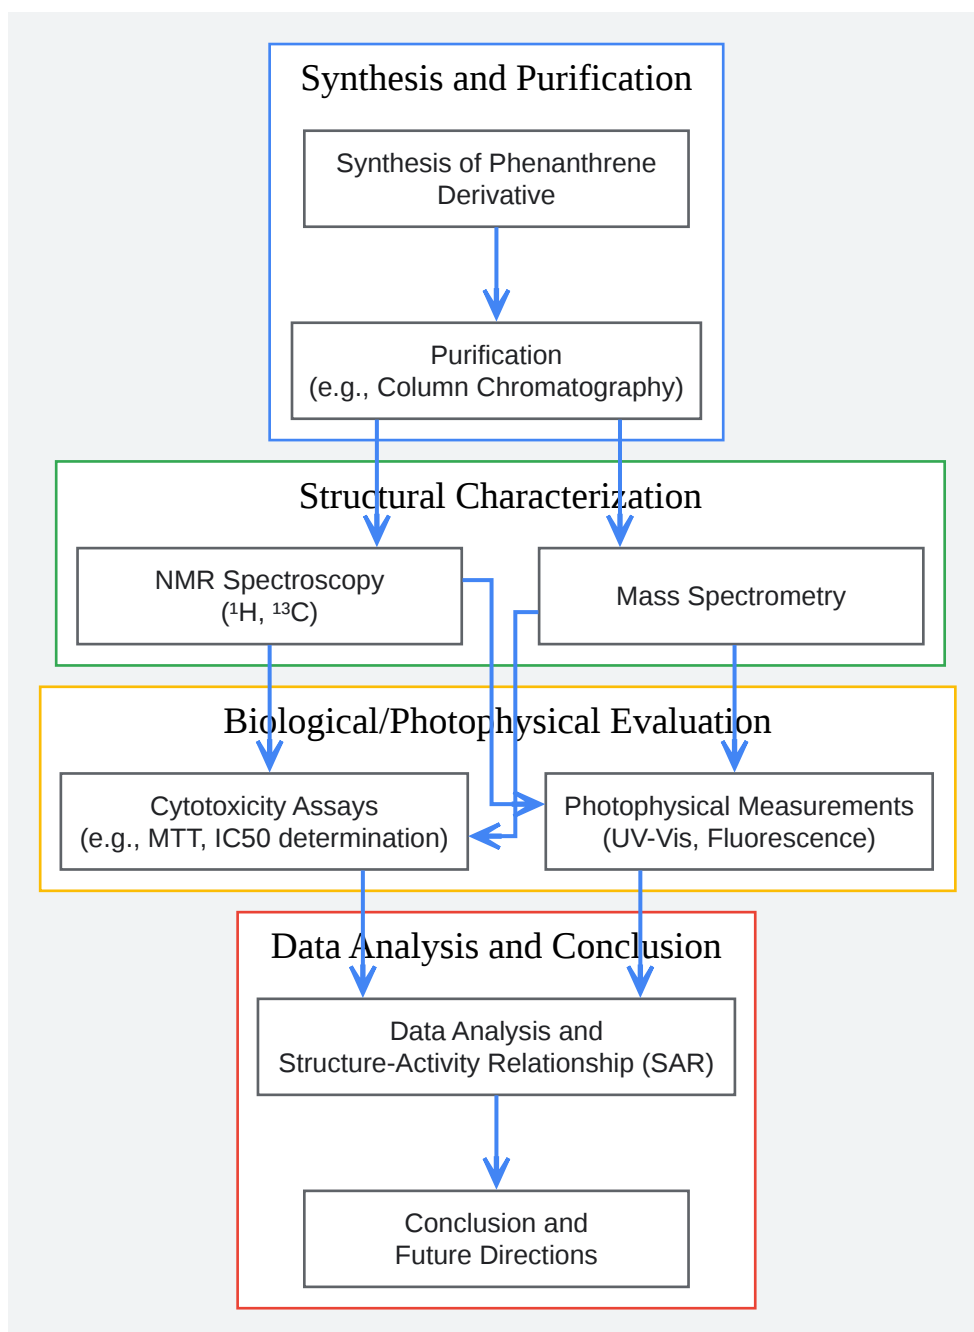 Synthesis and Purification
Synthesis of Phenanthrene
Derivative
Purification
(e.g., Column Chromatography)
Structural Characterization
NMR Spectroscopy
(¹H, ¹³C)
Mass Spectrometry
Biological/Photophysical Evaluation
Cytotoxicity Assays
(e.g., MTT, IC50 determination)
Photophysical Measurements
(UV-Vis, Fluorescence)
Data Analysis and Conclusion
Data Analysis and
Structure-Activity Relationship (SAR)
Conclusion and
Future Directions